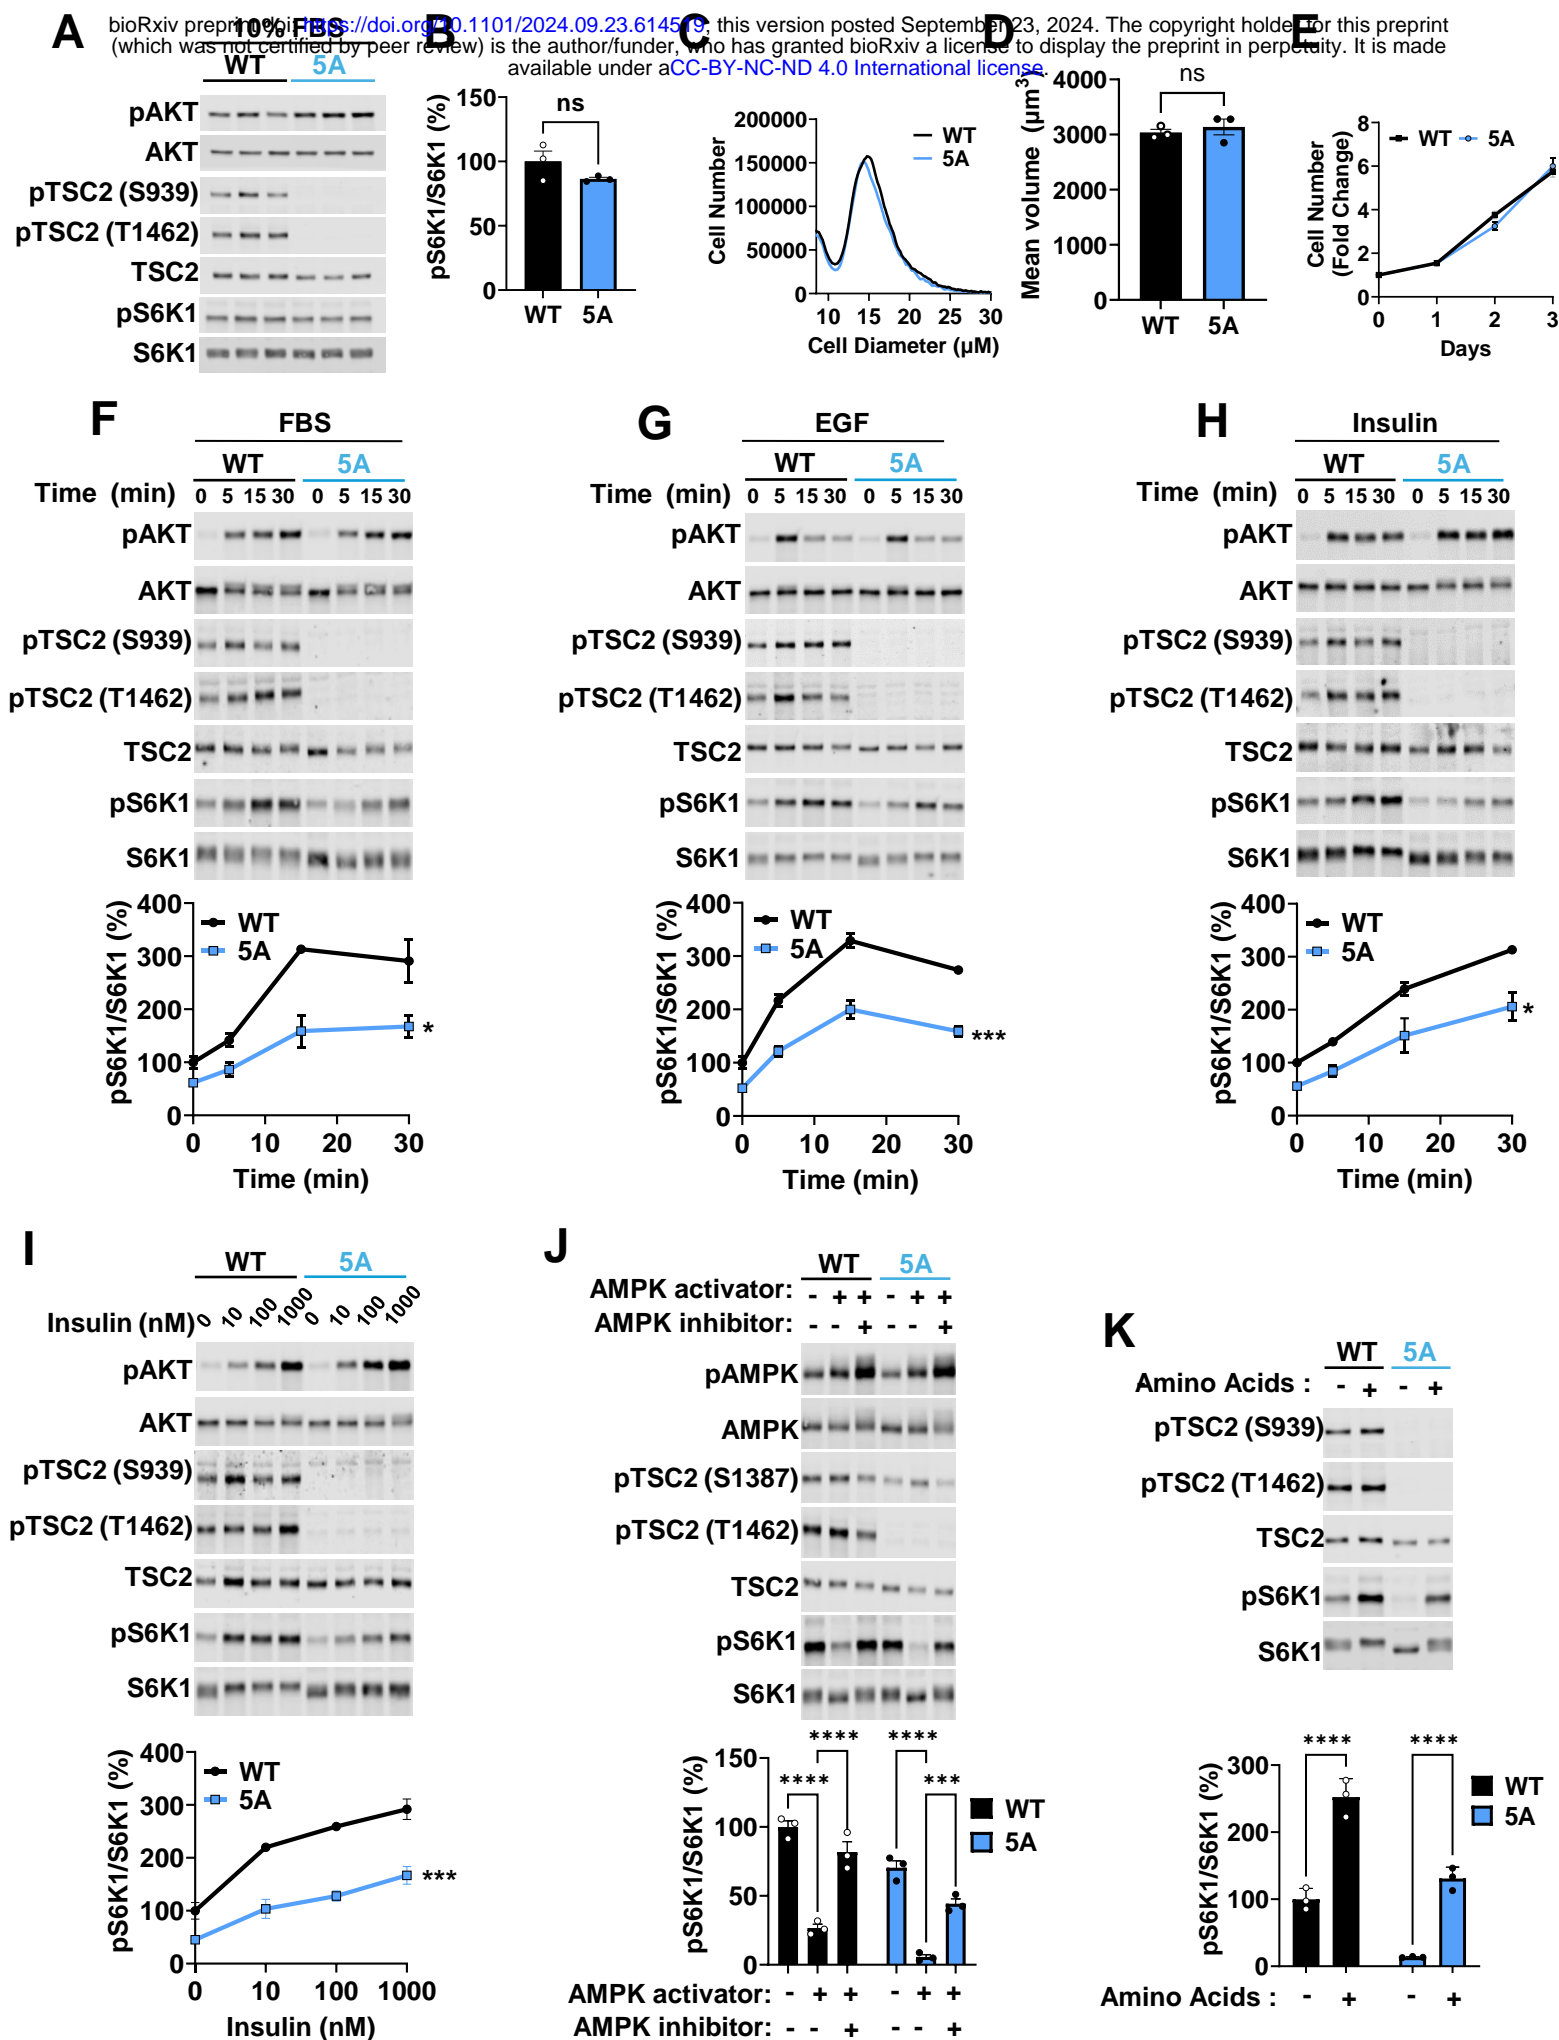 bioRxiv preprint doi: https://doi.org/10.1101/2024.09.23.614519; this version posted September 23, 2024. The copyright holder for this preprint
(which was not certified by peer review) is the author/funder, who has granted bioRxiv a license to display the preprint in perpetuity. It is made
available under aCC-BY-NC-ND 4.0 International license.
A
10% FBS
WT 5A
pAKT
AKT
pTSC2 (S939)
pTSC2 (T1462)
TSC2
pS6K1
S6K1
B
pS6K1/S6K1 (%)
150
100
50
0
ns
WT 5A
C
Cell Number
200000
150000
100000
50000
0
WT
5A
10 15 20 25 30
Cell Diameter (µM)
D
Mean volume (µm³)
4000
3000
2000
1000
0
ns
WT 5A
E
Cell Number
(Fold Change)
8
6
4
2
0
WT 5A
0 1 2 3
Days
F
FBS
WT 5A
Time (min) 0 5 15 30 0 5 15 30
pAKT
AKT
pTSC2 (S939)
pTSC2 (T1462)
TSC2
pS6K1
S6K1
pS6K1/S6K1 (%)
400
300
200
100
0
WT
5A
*
0 10 20 30
Time (min)
G
EGF
WT 5A
Time (min) 0 5 15 30 0 5 15 30
pAKT
AKT
pTSC2 (S939)
pTSC2 (T1462)
TSC2
pS6K1
S6K1
pS6K1/S6K1 (%)
400
300
200
100
0
WT
5A
***
0 10 20 30
Time (min)
H
Insulin
WT 5A
Time (min) 0 5 15 30 0 5 15 30
pAKT
AKT
pTSC2 (S939)
pTSC2 (T1462)
TSC2
pS6K1
S6K1
pS6K1/S6K1 (%)
400
300
200
100
0
WT
5A
*
0 10 20 30
Time (min)
I
WT 5A
Insulin (nM) 0 10 100 1000 0 10 100 1000
pAKT
AKT
pTSC2 (S939)
pTSC2 (T1462)
TSC2
pS6K1
S6K1
pS6K1/S6K1 (%)
400
300
200
100
0
WT
5A
***
0 10 100 1000
Insulin (nM)
J
WT 5A
AMPK activator: - + + - + +
AMPK inhibitor: - - + - - +
pAMPK
AMPK
pTSC2 (S1387)
pTSC2 (T1462)
TSC2
pS6K1
S6K1
pS6K1/S6K1 (%)
150
100
50
0
**** ****
**** ***
WT
5A
AMPK activator: - + + - + +
AMPK inhibitor: - - + - - +
K
WT 5A
Amino Acids : - + - +
pTSC2 (S939)
pTSC2 (T1462)
TSC2
pS6K1
S6K1
pS6K1/S6K1 (%)
300
200
100
0
**** ****
WT
5A
Amino Acids : - + - +